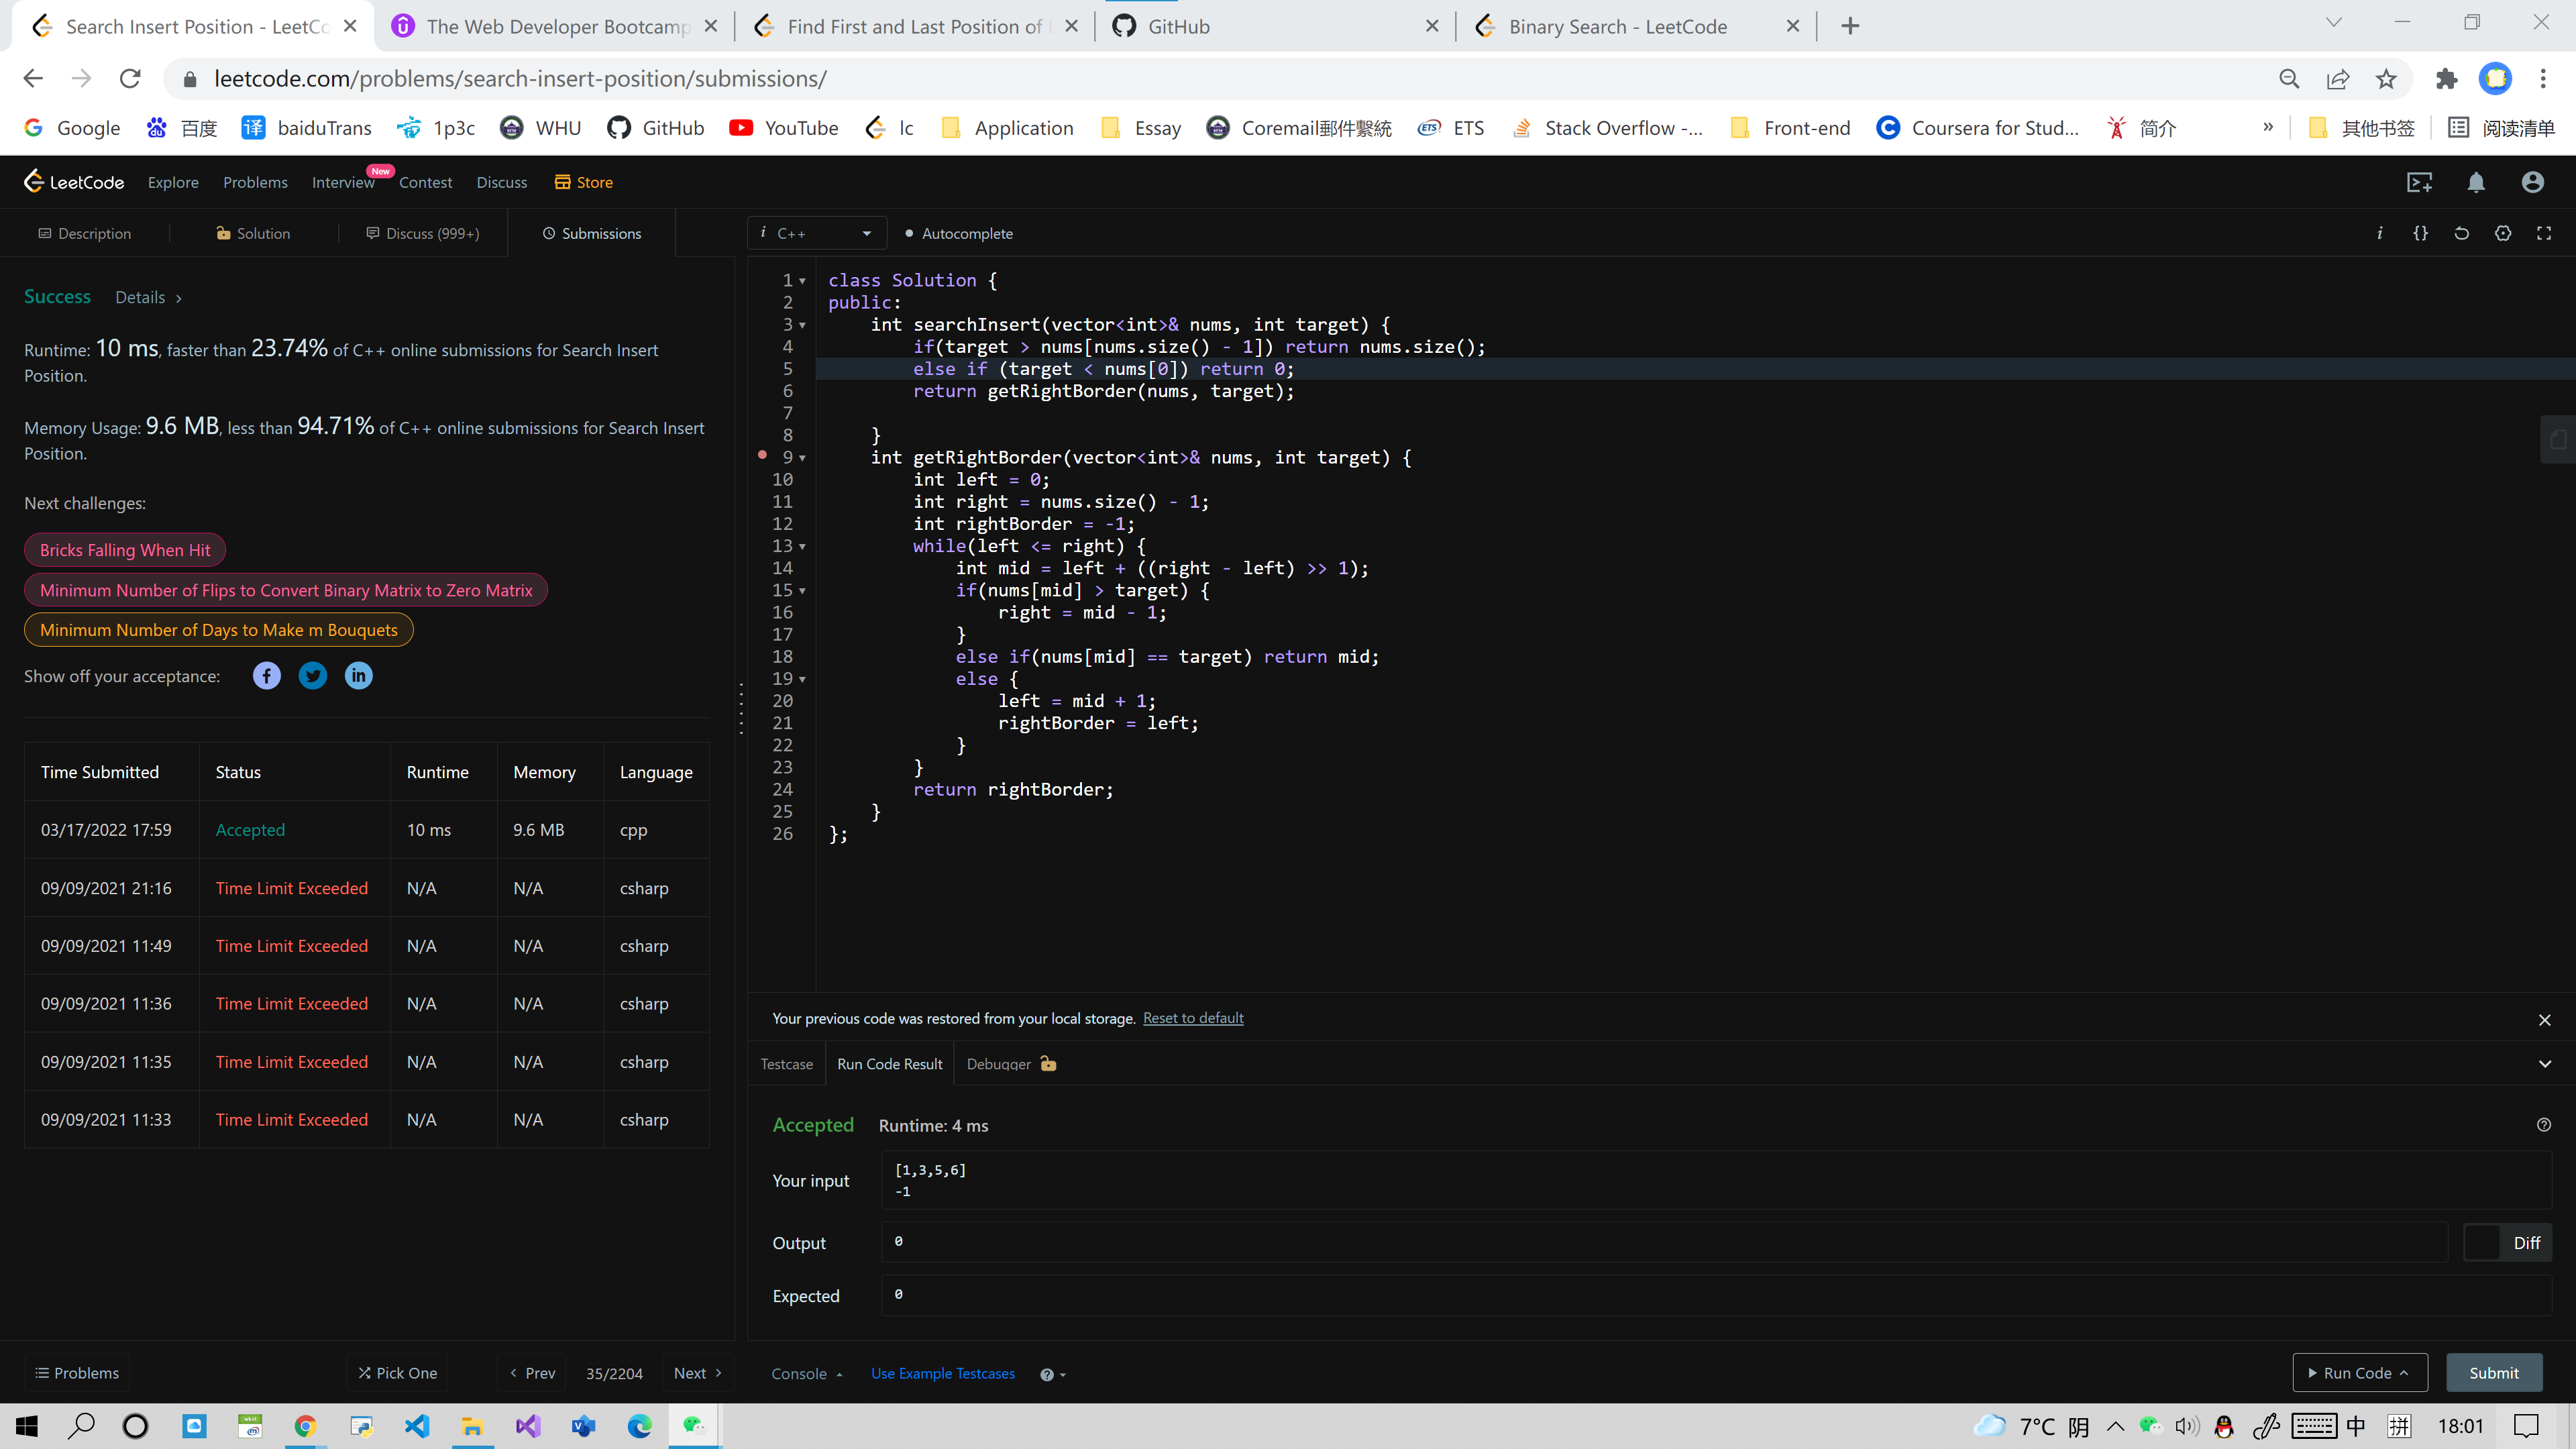 Search Insert Position - LeetCo
The Web Developer Bootcamp
Find First and Last Position of
GitHub
Binary Search - LeetCode
leetcode.com/problems/search-insert-position/submissions/
Google 百度 baiduTrans 1p3c WHU GitHub YouTube lc Application Essay Coremail郵件繫統 ETS Stack Overflow -... Front-end Coursera for Stud... 简介 » 其他书签 阅读清单
LeetCode Explore Problems Interview New Contest Discuss Store
Description Solution Discuss (999+) Submissions
i C++ Autocomplete
Success Details >
Runtime: 10 ms, faster than 23.74% of C++ online submissions for Search Insert
Position.
Memory Usage: 9.6 MB, less than 94.71% of C++ online submissions for Search Insert
Position.
Next challenges:
Bricks Falling When Hit
Minimum Number of Flips to Convert Binary Matrix to Zero Matrix
Minimum Number of Days to Make m Bouquets
Show off your acceptance:
Time Submitted Status Runtime Memory Language
03/17/2022 17:59 Accepted 10 ms 9.6 MB cpp
09/09/2021 21:16 Time Limit Exceeded N/A N/A csharp
09/09/2021 11:49 Time Limit Exceeded N/A N/A csharp
09/09/2021 11:36 Time Limit Exceeded N/A N/A csharp
09/09/2021 11:35 Time Limit Exceeded N/A N/A csharp
09/09/2021 11:33 Time Limit Exceeded N/A N/A csharp
1 class Solution {
2 public:
3     int searchInsert(vector<int>& nums, int target) {
4         if(target > nums[nums.size() - 1]) return nums.size();
5         else if (target < nums[0]) return 0;
6         return getRightBorder(nums, target);
7
8     }
9     int getRightBorder(vector<int>& nums, int target) {
10         int left = 0;
11         int right = nums.size() - 1;
12         int rightBorder = -1;
13         while(left <= right) {
14             int mid = left + ((right - left) >> 1);
15             if(nums[mid] > target) {
16                 right = mid - 1;
17             }
18             else if(nums[mid] == target) return mid;
19             else {
20                 left = mid + 1;
21                 rightBorder = left;
22             }
23         }
24         return rightBorder;
25     }
26 };
Your previous code was restored from your local storage. Reset to default
Testcase Run Code Result Debugger
Accepted Runtime: 4 ms
Your input
[1,3,5,6]
-1
Output 0 Diff
Expected 0
Problems Pick One < Prev 35/2204 Next >
Console Use Example Testcases Run Code Submit
7°C 阴 中 拼 18:01